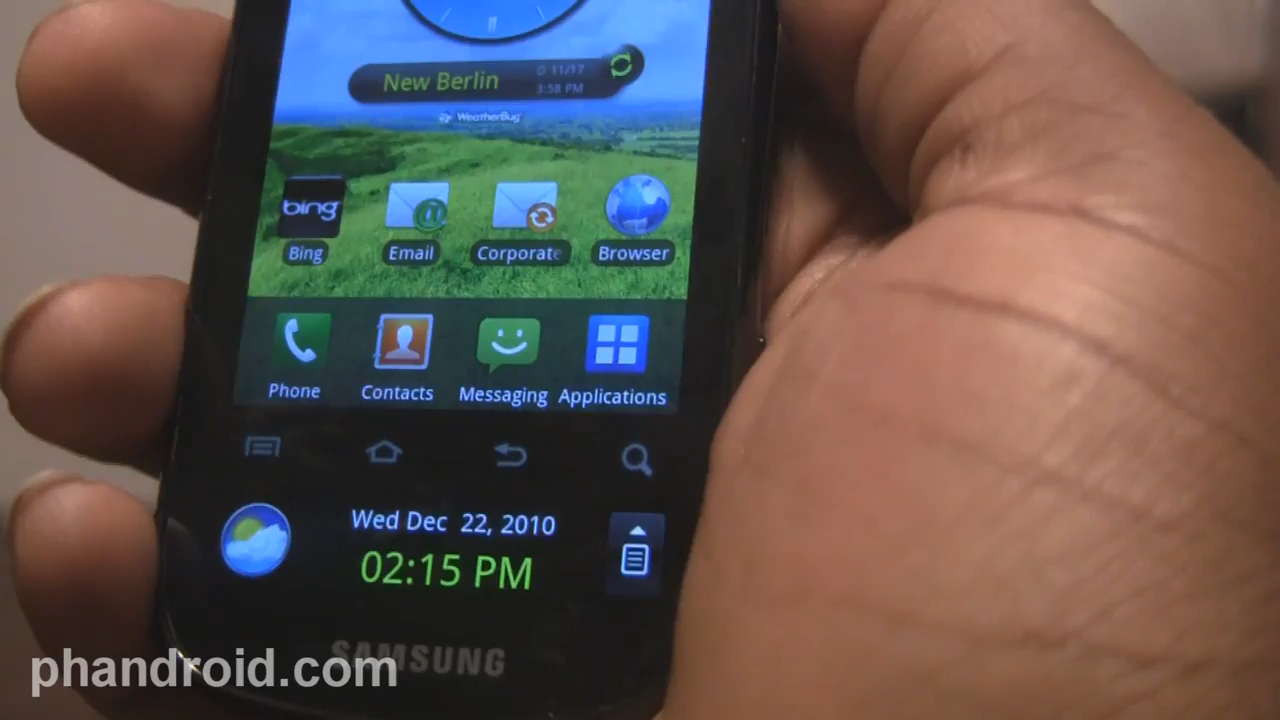 New Berlin
11/17
3:58 PM
WeatherBug
bing
Bing
Email
Corporate
Browser
Phone
Contacts
Messaging
Applications
Wed Dec 22, 2010
02:15 PM
SAMSUNG
phandroid.com